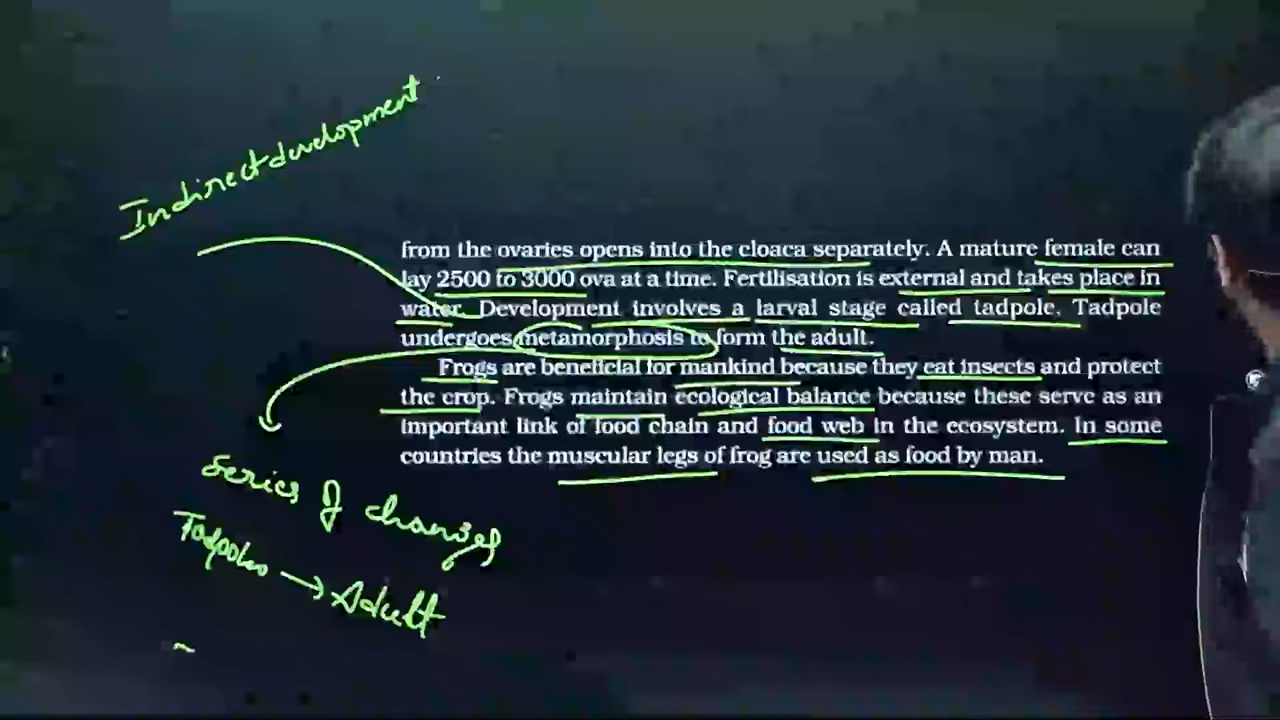 Indirect development
from the ovaries opens into the cloaca separately. A mature female can
lay 2500 to 3000 ova at a time. Fertilisation is external and takes place in
water. Development involves a larval stage called tadpole. Tadpole
undergoes metamorphosis to form the adult.
Frogs are beneficial for mankind because they eat insects and protect
the crop. Frogs maintain ecological balance because these serve as an
important link of food chain and food web in the ecosystem. In some
countries the muscular legs of frog are used as food by man.
Series of changes
Tadpoles → Adult